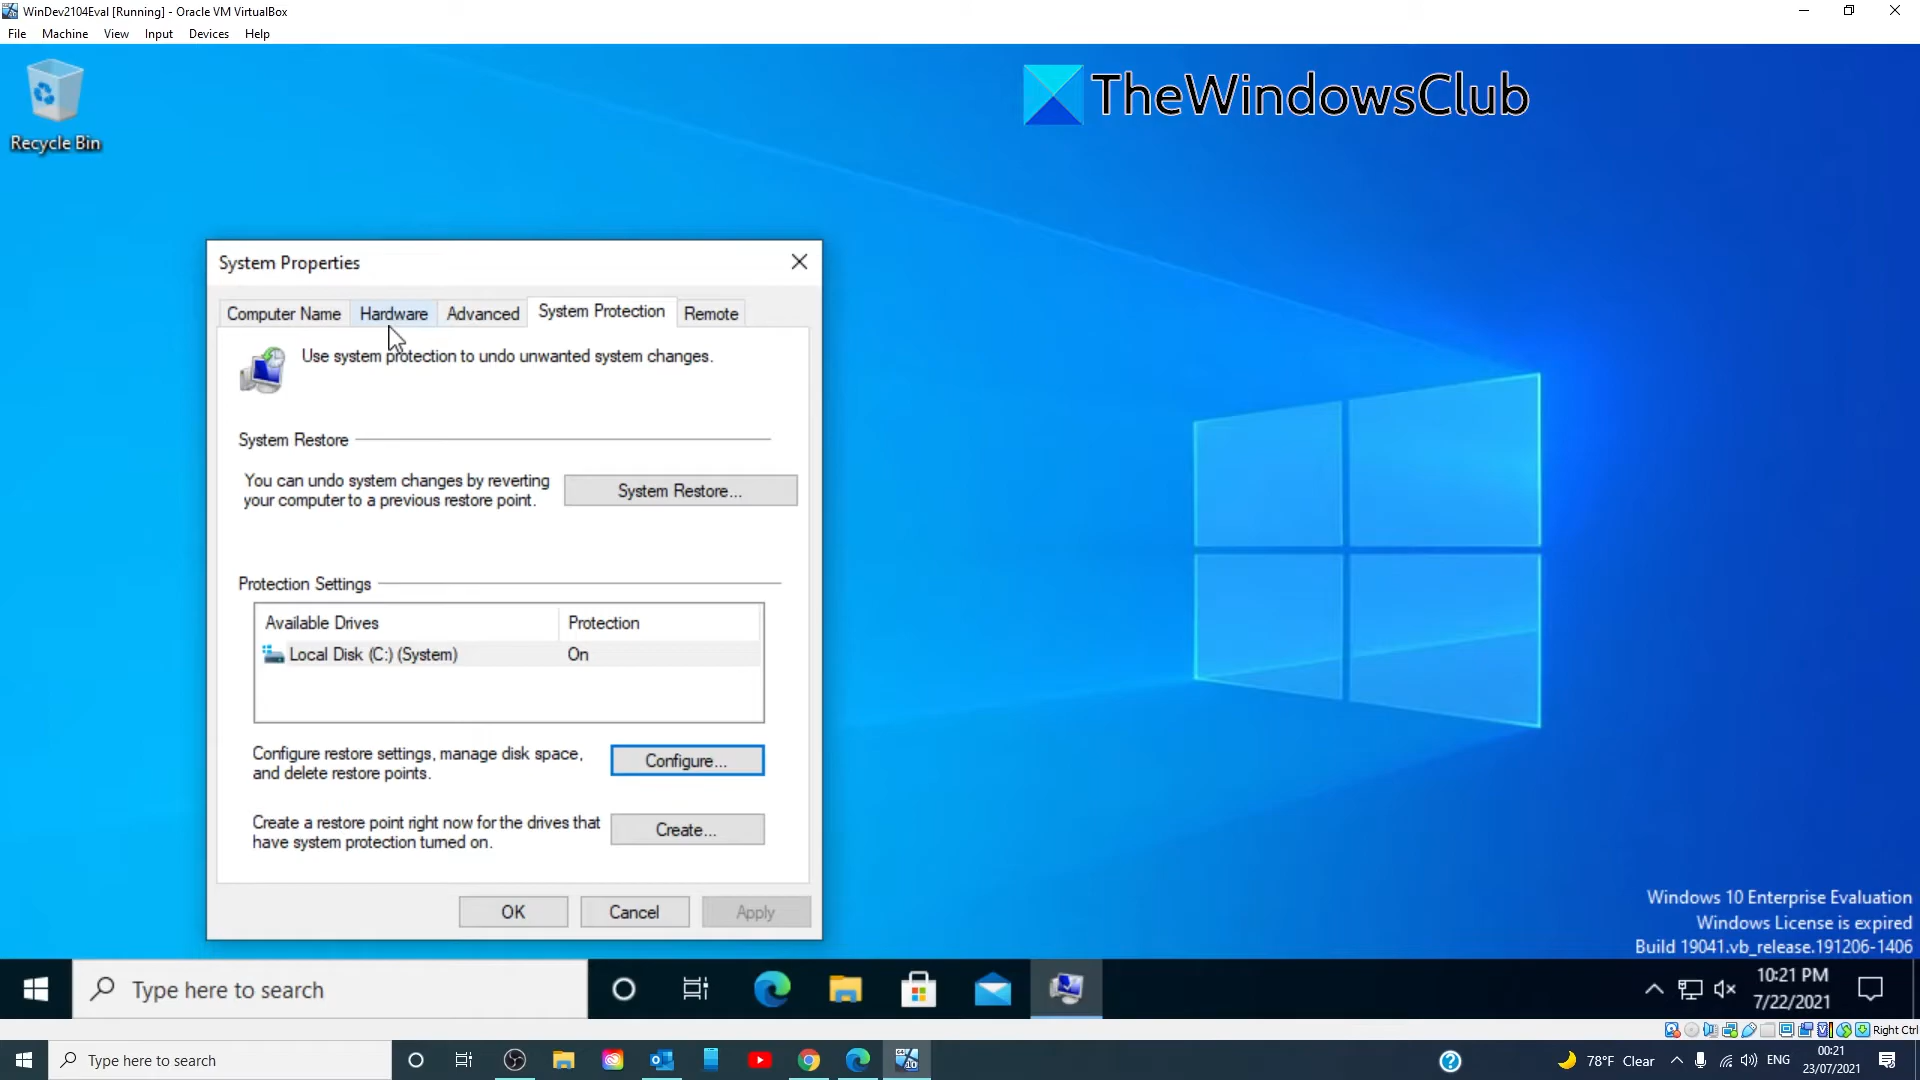 WinDev2104Eval [Running] - Oracle VM VirtualBox
File Machine View Input Devices Help
TheWindowsClub
Recycle Bin
System Properties
Computer Name Hardware Advanced System Protection Remote
Use system protection to undo unwanted system changes.
System Restore
You can undo system changes by reverting
your computer to a previous restore point.
System Restore...
Protection Settings
Available Drives Protection
Local Disk (C:) (System) On
Configure restore settings, manage disk space,
and delete restore points.
Configure...
Create a restore point right now for the drives that
have system protection turned on.
Create...
OK Cancel Apply
Windows 10 Enterprise Evaluation
Windows License is expired
Build 19041.vb_release.191206-1406
Type here to search
10:21 PM
7/22/2021
Right Ctrl
Type here to search
78°F Clear
ENG
00:21
23/07/2021